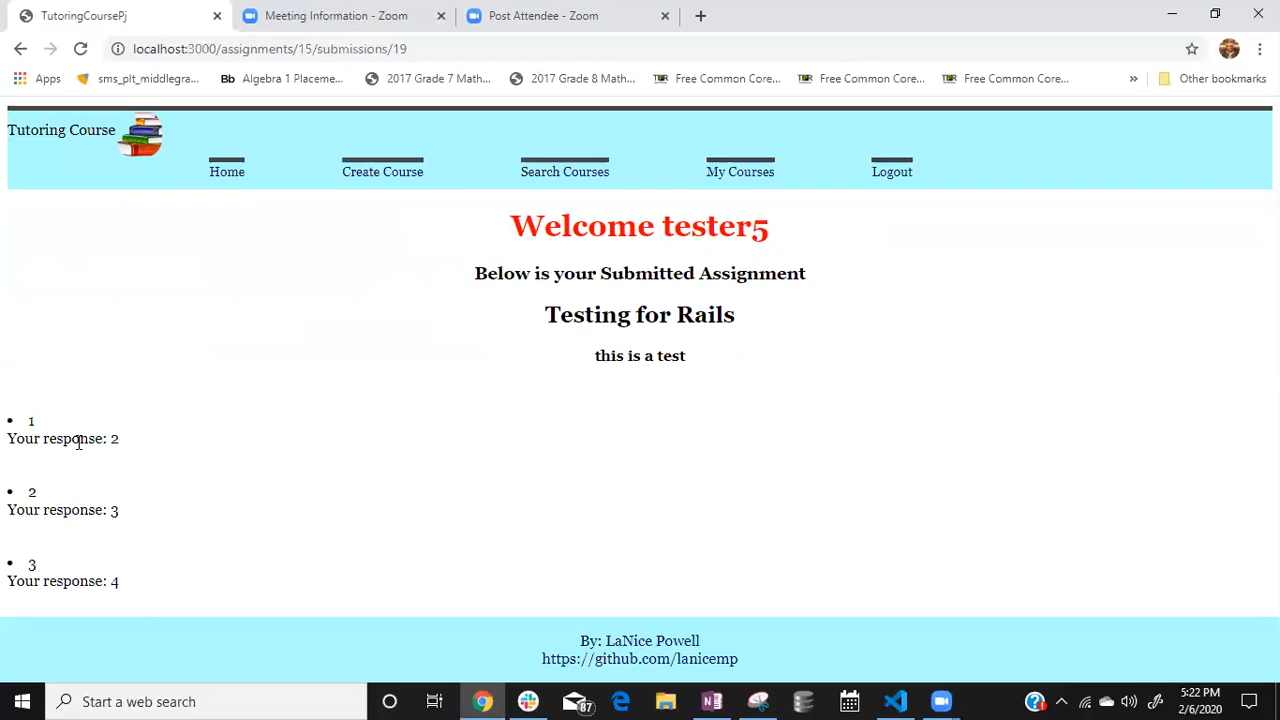 TutoringCoursePj
Meeting Information - Zoom
Post Attendee - Zoom
localhost:3000/assignments/15/submissions/19
Apps
sms_plt_middlegra...
Bb Algebra 1 Placeme...
2017 Grade 7 Math...
2017 Grade 8 Math...
Free Common Core...
Free Common Core...
Free Common Core...
» Other bookmarks
Tutoring Course
Home
Create Course
Search Courses
My Courses
Logout
Welcome tester5
Below is your Submitted Assignment
Testing for Rails
this is a test
• 1
Your response: 2
• 2
Your response: 3
• 3
Your response: 4
By: LaNice Powell
https://github.com/lanicemp
Start a web search
87
5:22 PM
2/6/2020